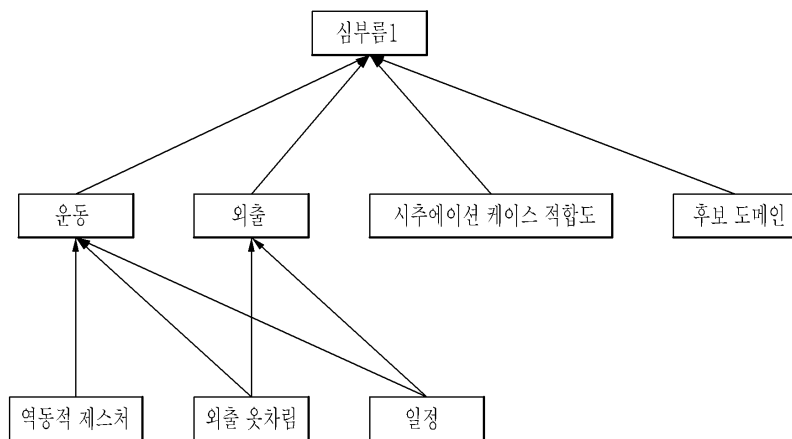 심부름1
운동
외출
시추에이션 케이스 적합도
후보 도메인
역동적 제스처
외출 옷차림
일정